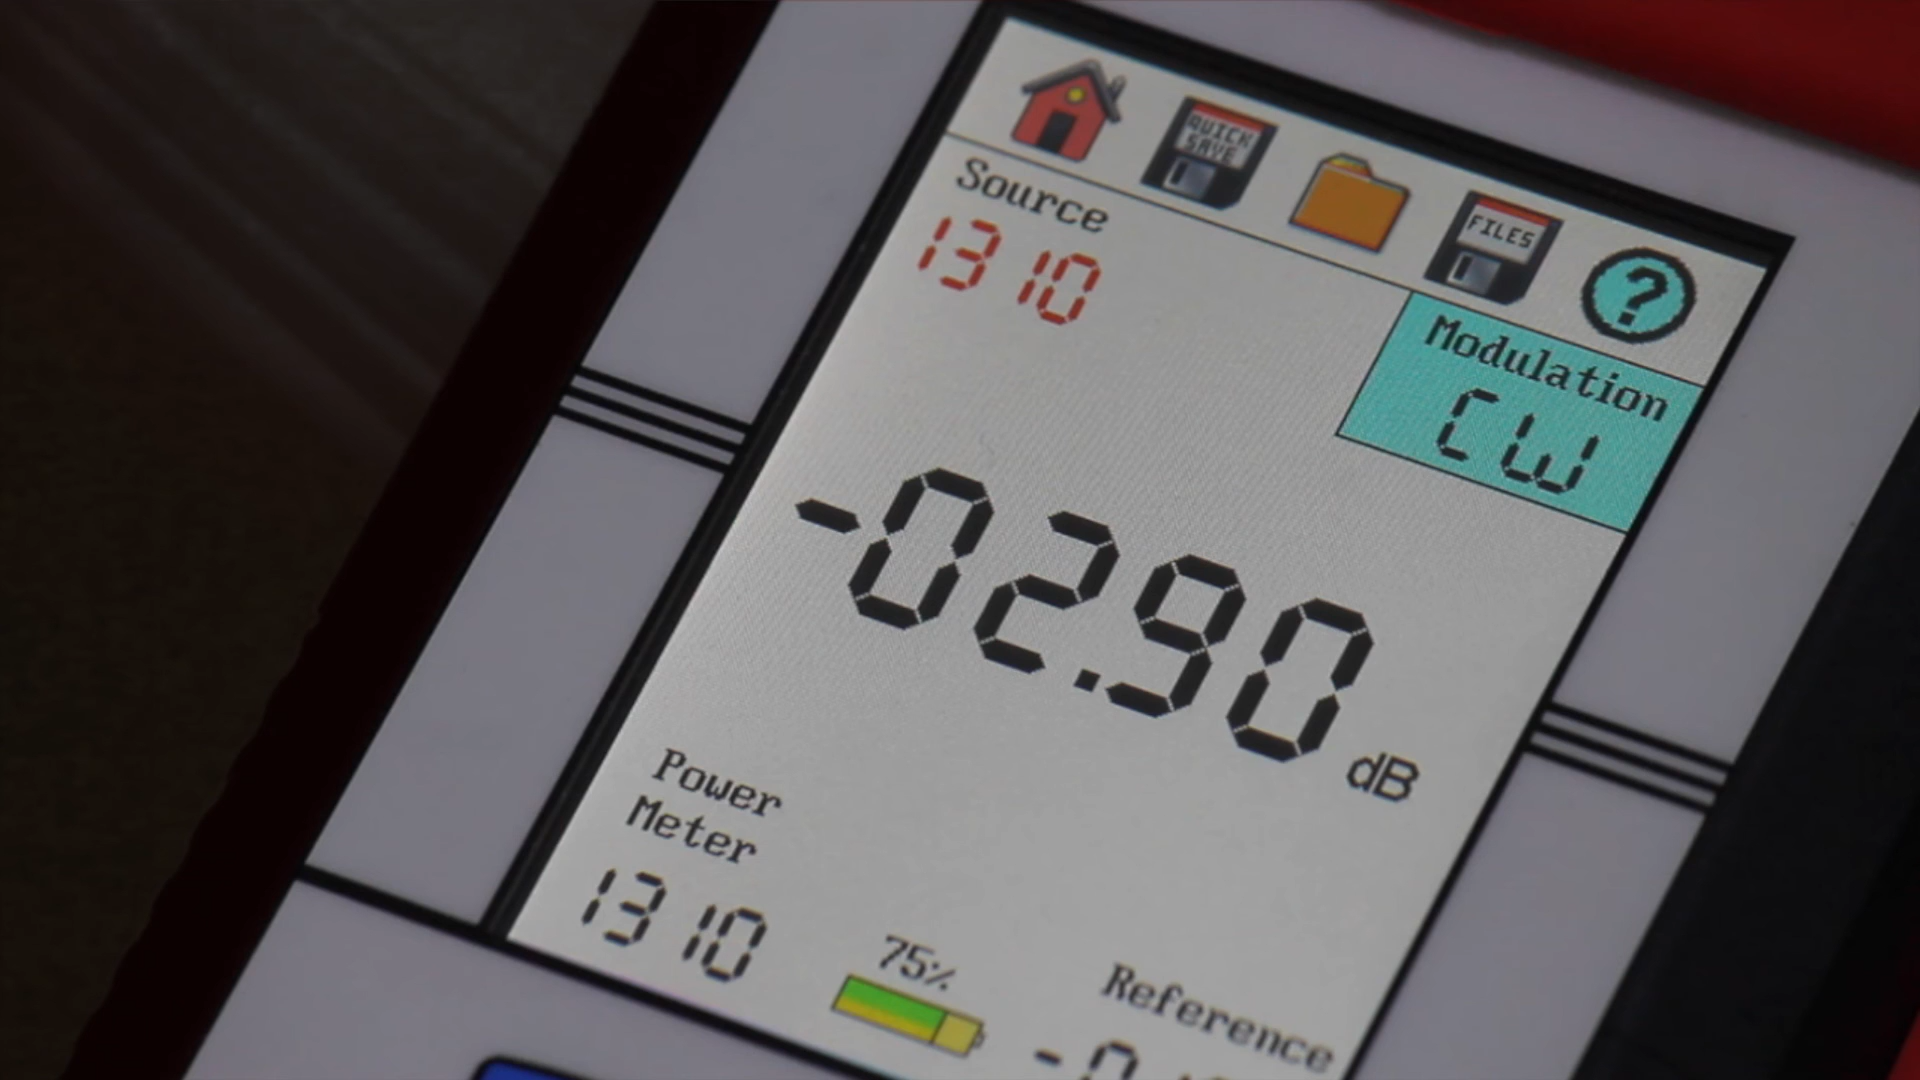 QUICK
SAVE
FILES
?
Source
1310
Modulation
CW
-02.90
dB
Power
Meter
1310
75%
Reference